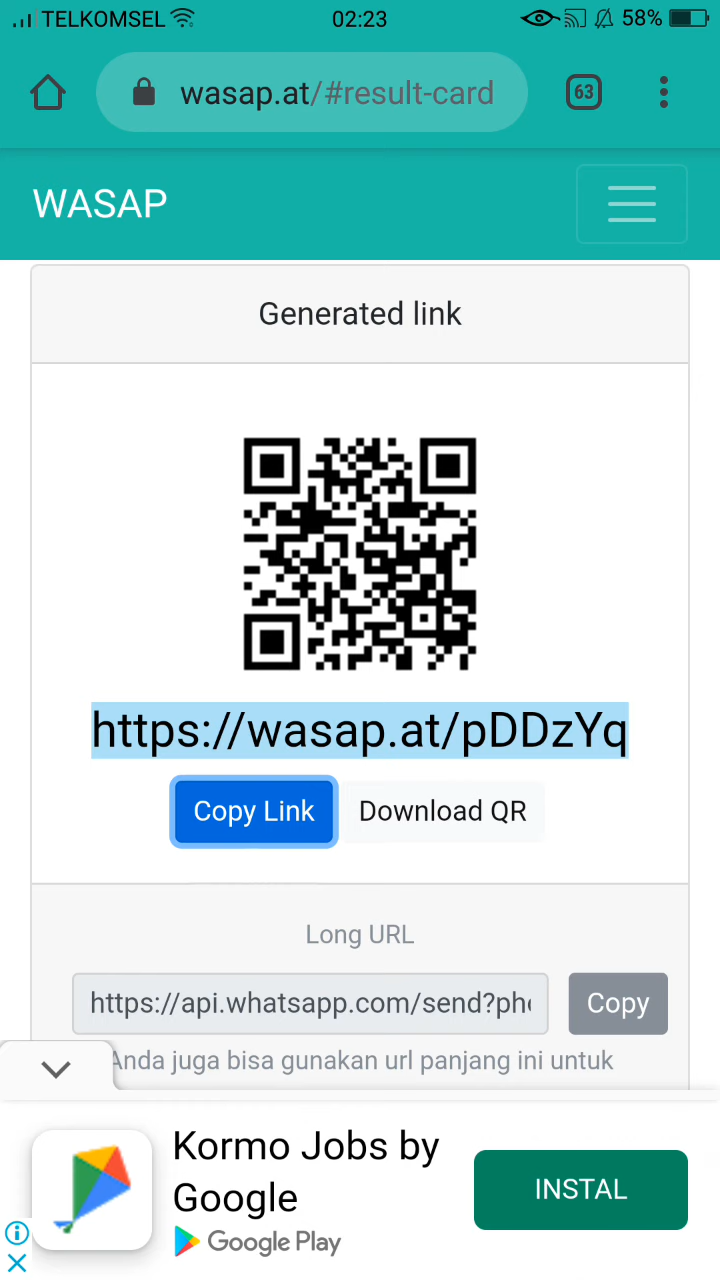 TELKOMSEL 02:23 58%
wasap.at/#result-card 63
WASAP
Generated link
https://wasap.at/pDDzYq
Copy Link Download QR
Long URL
https://api.whatsapp.com/send?pho Copy
Anda juga bisa gunakan url panjang ini untuk
Kormo Jobs by
Google
INSTAL
Google Play